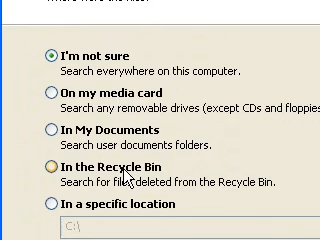 I'm not sure
Search everywhere on this computer.
On my media card
Search any removable drives (except CDs and floppies
In My Documents
Search user documents folders.
In the Recycle Bin
Search for files deleted from the Recycle Bin.
In a specific location
C:\